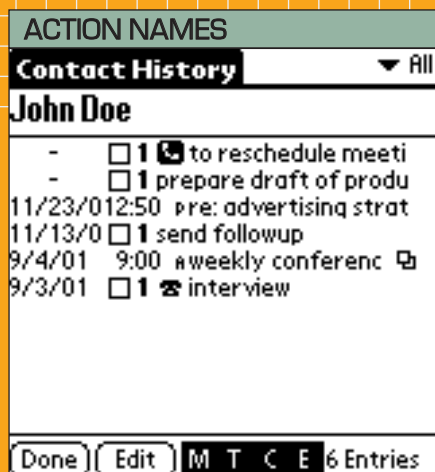 ACTION NAMES
Contact History All
John Doe
- 1 to reschedule meeti
- 1 prepare draft of produ
11/23/012:50 P re: advertising strat
11/13/0 1 send followup
9/4/01 9:00 A weekly conferenc
9/3/01 1 interview
Done Edit M T C E 6 Entries